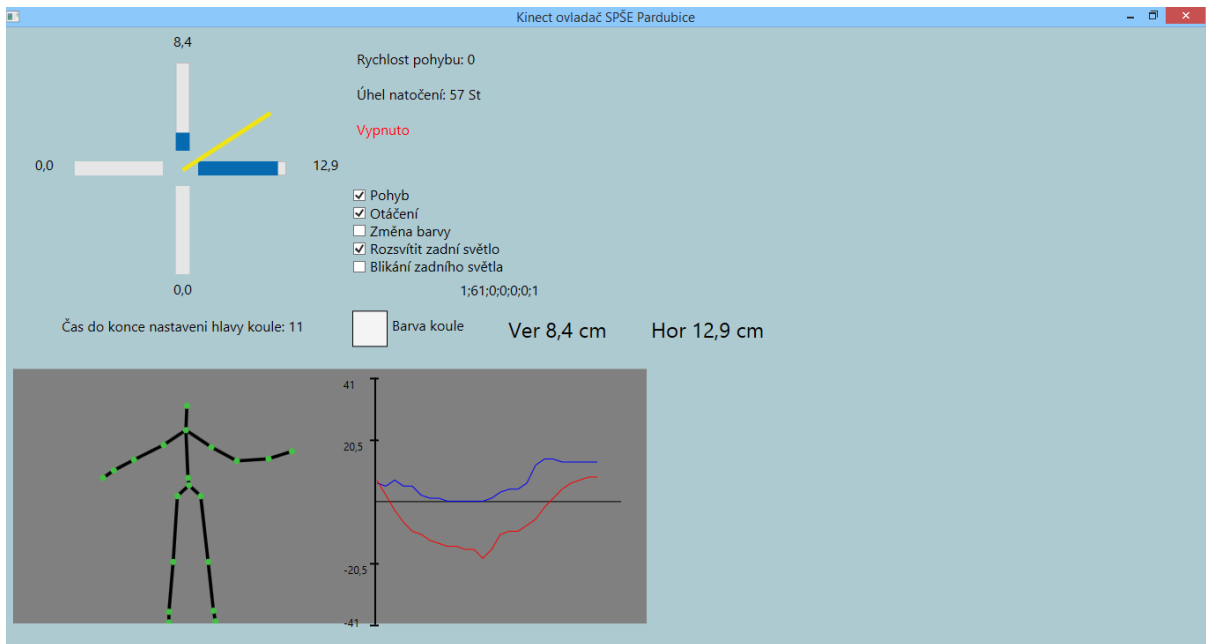 Kinect ovladač SPŠE Pardubice
8,4
Rychlost pohybu: 0
Úhel natočení: 57 St
Vypnuto
0,0
12,9
Pohyb
Otáčení
Změna barvy
Rozsvítit zadní světlo
Blikání zadního světla
0,0
1;61;0;0;0;0;1
Čas do konce nastaveni hlavy koule: 11
Barva koule
Ver 8,4 cm
Hor 12,9 cm
41
20,5
-20,5
-41